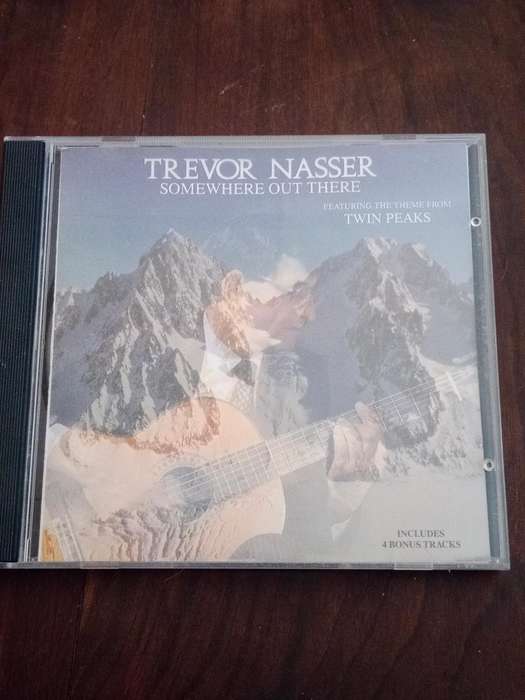 TREVOR NASSER
SOMEWHERE OUT THERE
FEATURING THE THEME FROM
TWIN PEAKS
INCLUDES
4 BONUS TRACKS